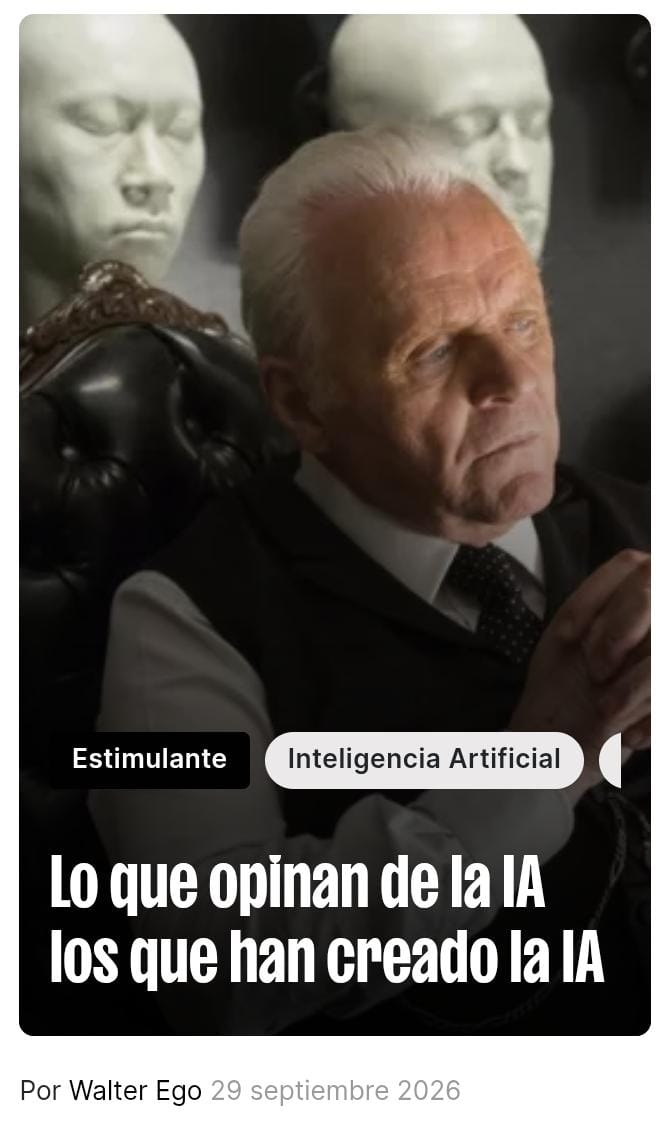 Estimulante
Inteligencia Artificial
Lo que opinan de la IA
los que han creado la IA
Por Walter Ego 29 septiembre 2026